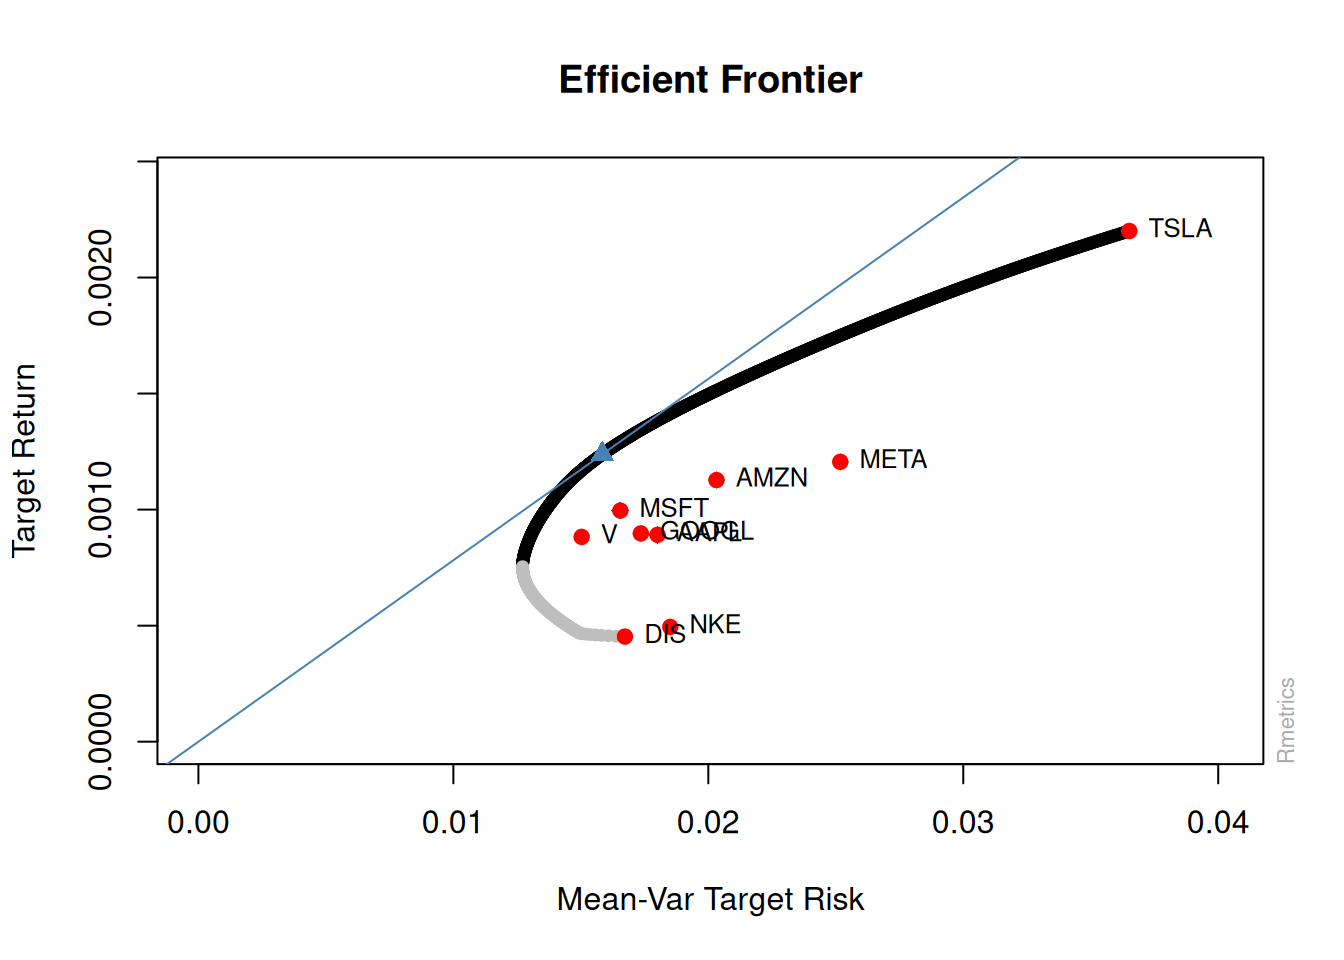 Efficient Frontier
Target Return
0.0020
0.0010
0.0000
TSLA
META
AMZN
MSFT
V
GOOGL
AAPL
NKE
DIS
0.00 0.01 0.02 0.03 0.04
Mean-Var Target Risk
Rmetrics